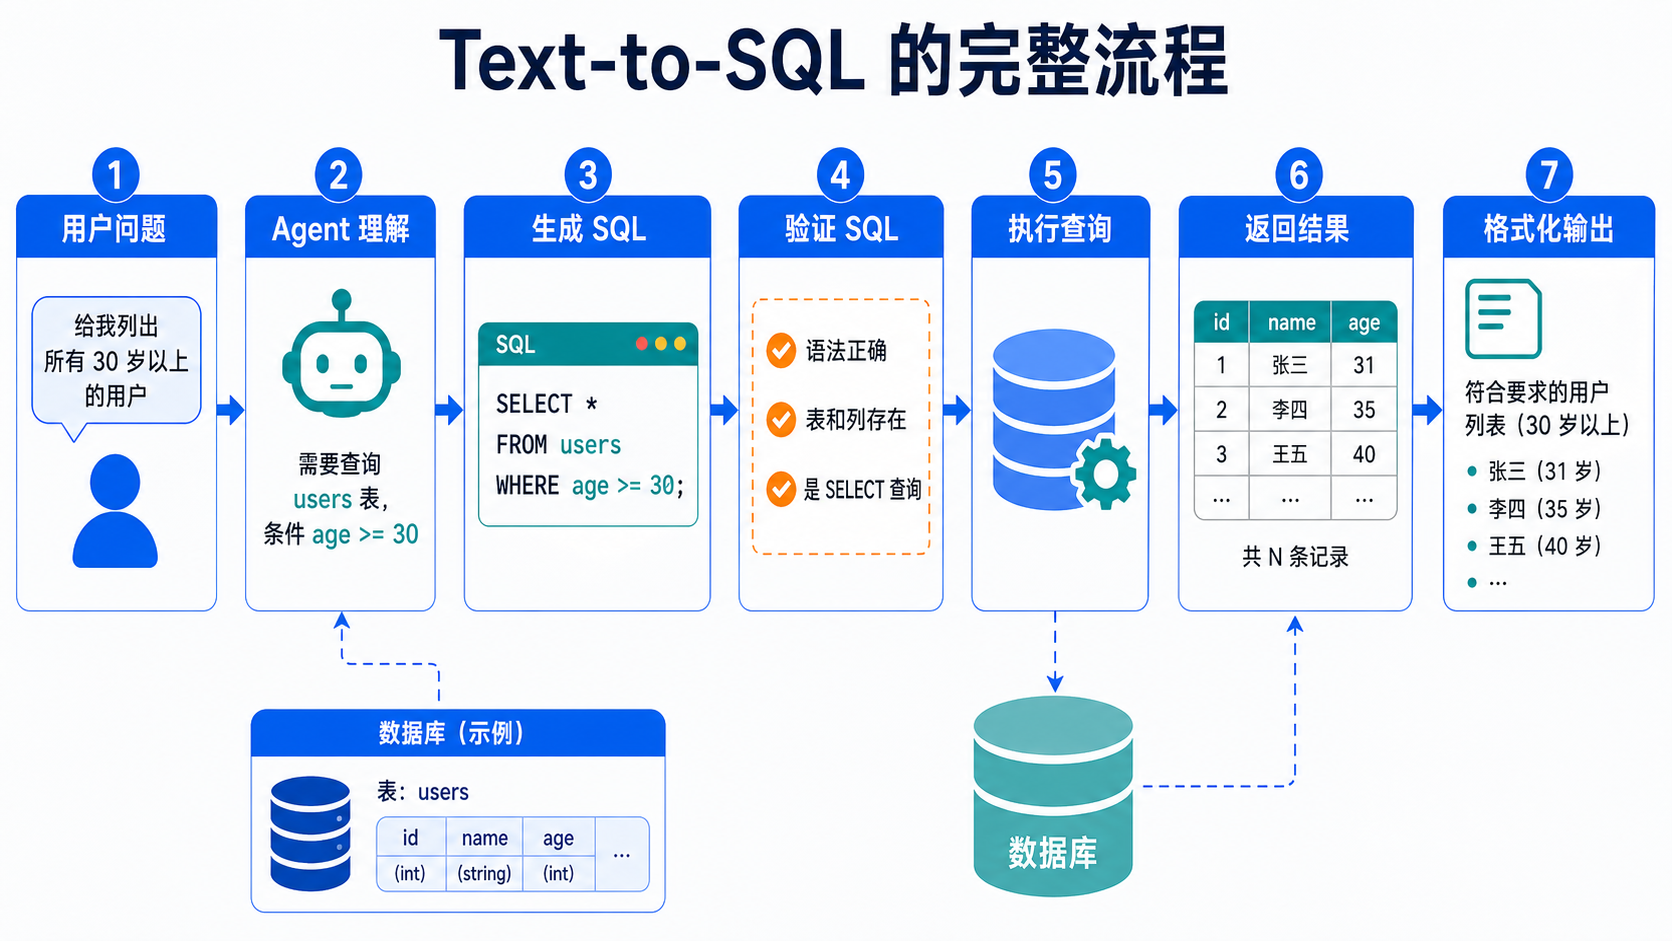 Text-to-SQL 的完整流程
1
用户问题
给我列出
所有 30 岁以上
的用户
2
Agent 理解
需要查询
users 表，
条件 age >= 30
3
生成 SQL
SQL
SELECT *
FROM users
WHERE age >= 30;
4
验证 SQL
语法正确
表和列存在
是 SELECT 查询
5
执行查询
6
返回结果
id name age
1 张三 31
2 李四 35
3 王五 40
... ... ...
共 N 条记录
7
格式化输出
符合要求的用户
列表（30 岁以上）
• 张三（31 岁）
• 李四（35 岁）
• 王五（40 岁）
• ...
数据库（示例）
表：users
id name age ...
(int) (string) (int)
数据库